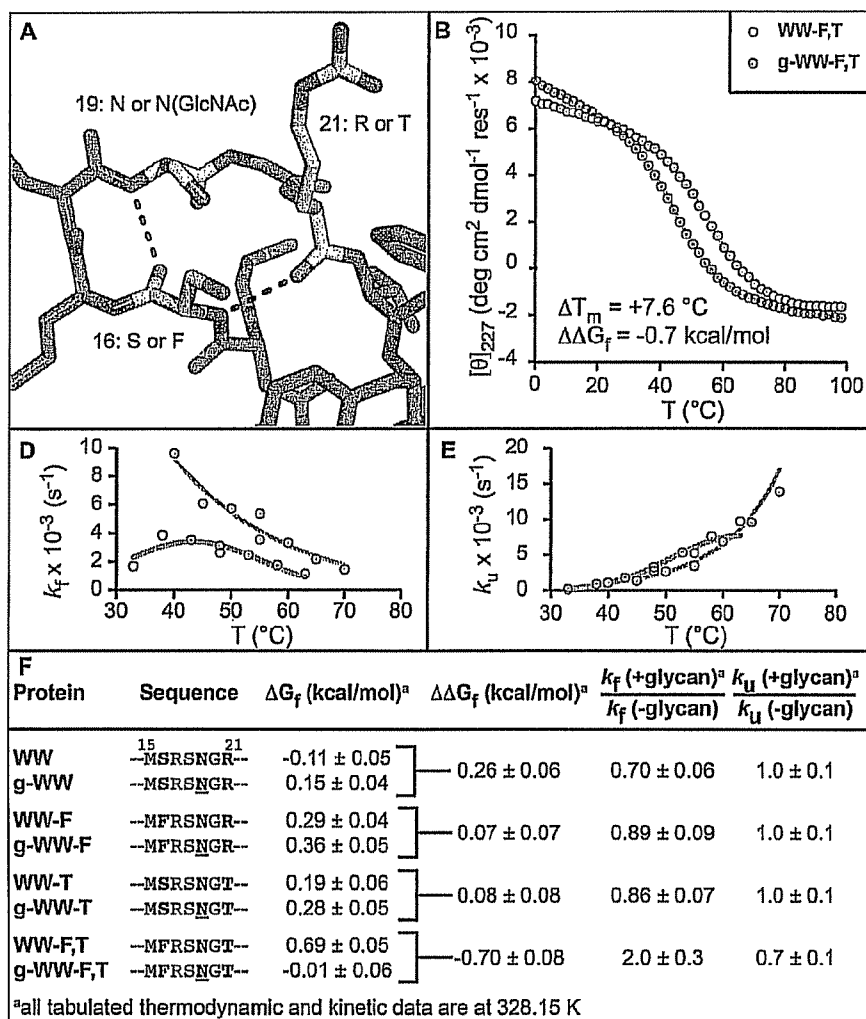 A
19: N or N(GlcNAc)
21: R or T
16: S or F
B
WW-F,T
g-WW-F,T
10
8
6
4
2
0
-2
-4
[θ]227 (deg cm² dmol⁻¹ res⁻¹ x 10⁻³)
ΔTm = +7.6 °C
ΔΔGf = -0.7 kcal/mol
0 20 40 60 80 100
T (°C)
D
10
8
6
4
2
0
kf x 10⁻³ (s⁻¹)
30 40 50 60 70 80
T (°C)
E
20
15
10
5
0
ku x 10⁻³ (s⁻¹)
30 40 50 60 70 80
T (°C)
F
Protein Sequence ΔGf (kcal/mol)ᵃ ΔΔGf (kcal/mol)ᵃ kf (+glycan)ᵃ ku (+glycan)ᵃ
kf (-glycan) ku (-glycan)
15 21
WW --MSRSNGR-- -0.11 ± 0.05
g-WW --MSRSNGR-- 0.15 ± 0.04
0.26 ± 0.06 0.70 ± 0.06 1.0 ± 0.1
WW-F --MFRSNGR-- 0.29 ± 0.04
g-WW-F --MFRSNGR-- 0.36 ± 0.05
0.07 ± 0.07 0.89 ± 0.09 1.0 ± 0.1
WW-T --MSRSNGT-- 0.19 ± 0.06
g-WW-T --MSRSNGT-- 0.28 ± 0.05
0.08 ± 0.08 0.86 ± 0.07 1.0 ± 0.1
WW-F,T --MFRSNGT-- 0.69 ± 0.05
g-WW-F,T --MFRSNGT-- -0.01 ± 0.06
-0.70 ± 0.08 2.0 ± 0.3 0.7 ± 0.1
ᵃall tabulated thermodynamic and kinetic data are at 328.15 K